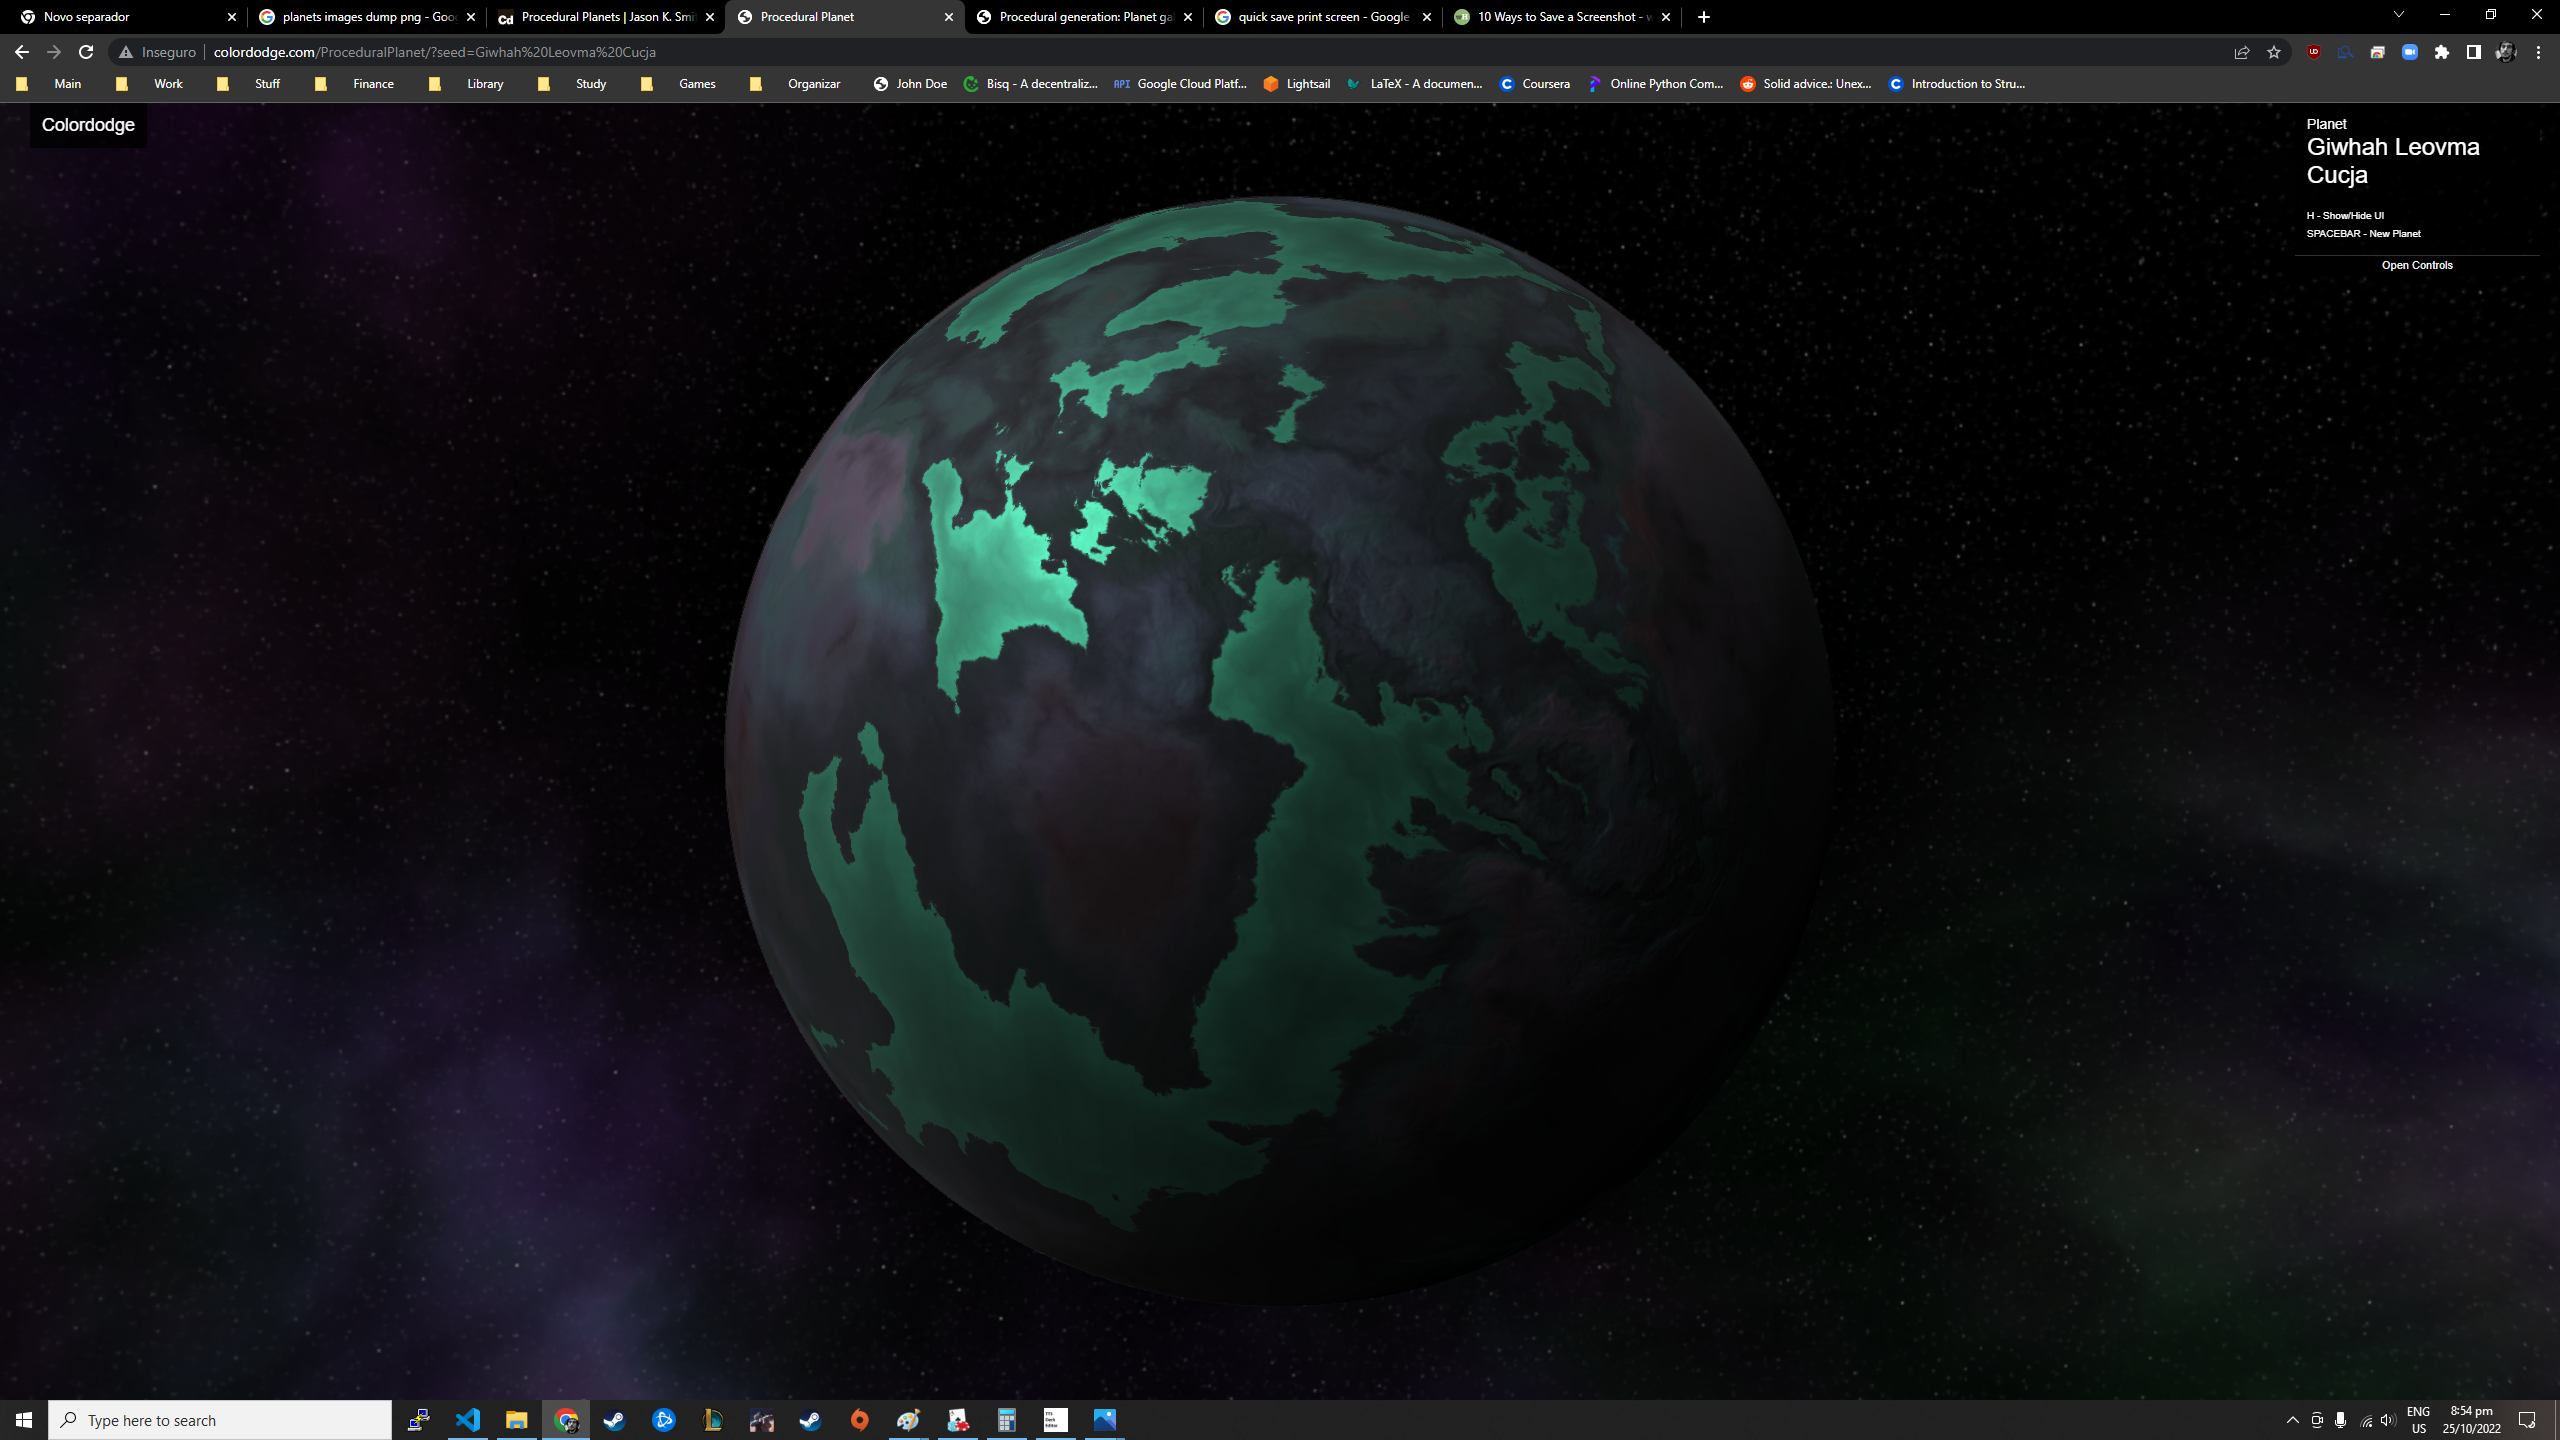 Novo separador
planets images dump png - Goo
Procedural Planets | Jason K. Smi
Procedural Planet
Procedural generation: Planet ga
quick save print screen - Google
10 Ways to Save a Screenshot - w
Inseguro
colordodge.com/ProceduralPlanet/?seed=Giwhah%20Leovma%20Cucja
Main
Work
Stuff
Finance
Library
Study
Games
Organizar
John Doe
Bisq - A decentraliz...
API
Google Cloud Platf...
Lightsail
LaTeX - A documen...
Coursera
Online Python Com...
Solid advice.: Unex...
Introduction to Stru...
Colordodge
Planet
Giwhah Leovma
Cucja
H - Show/Hide UI
SPACEBAR - New Planet
Open Controls
Type here to search
TTS
Deck
Editor
ENG
US
8:54 pm
25/10/2022